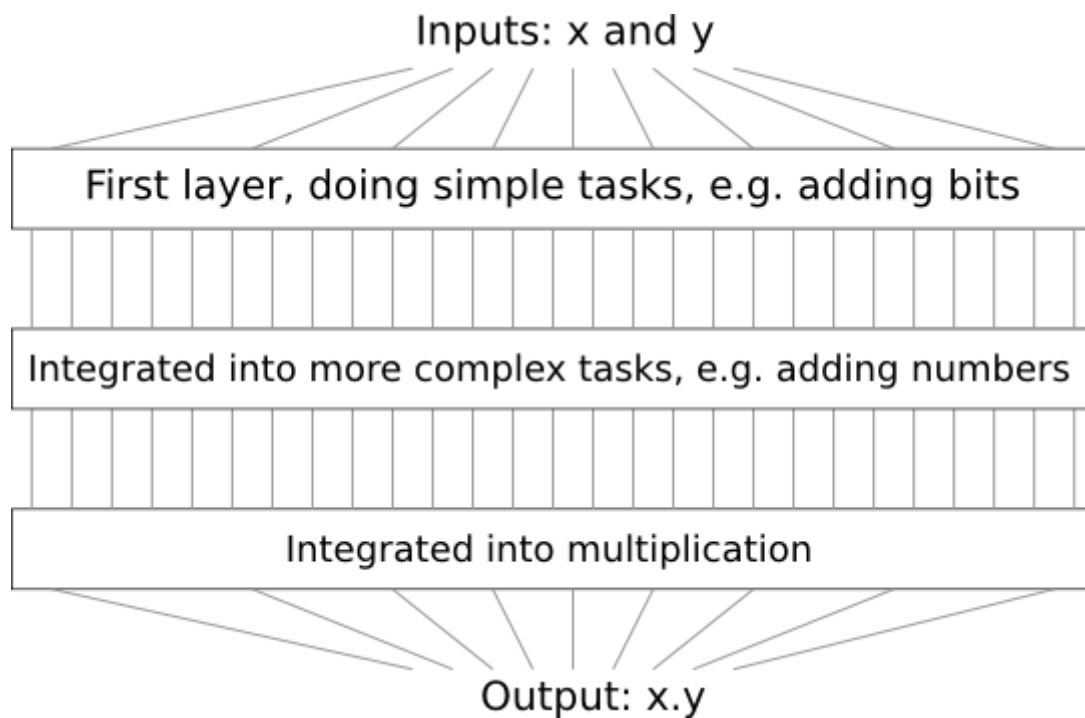 Inputs: x and y
First layer, doing simple tasks, e.g. adding bits
Integrated into more complex tasks, e.g. adding numbers
Integrated into multiplication
Output: x.y